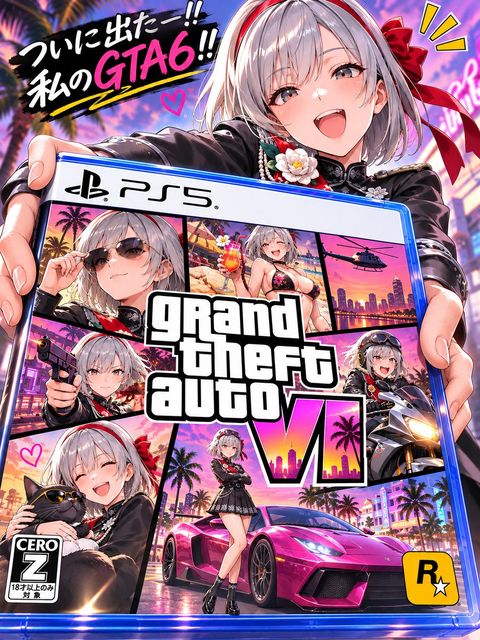 ついに出たー!!
私のGTA6!!
PS5
grand
theft
auto
VI
CERO
Z
18才以上のみ
対象
R